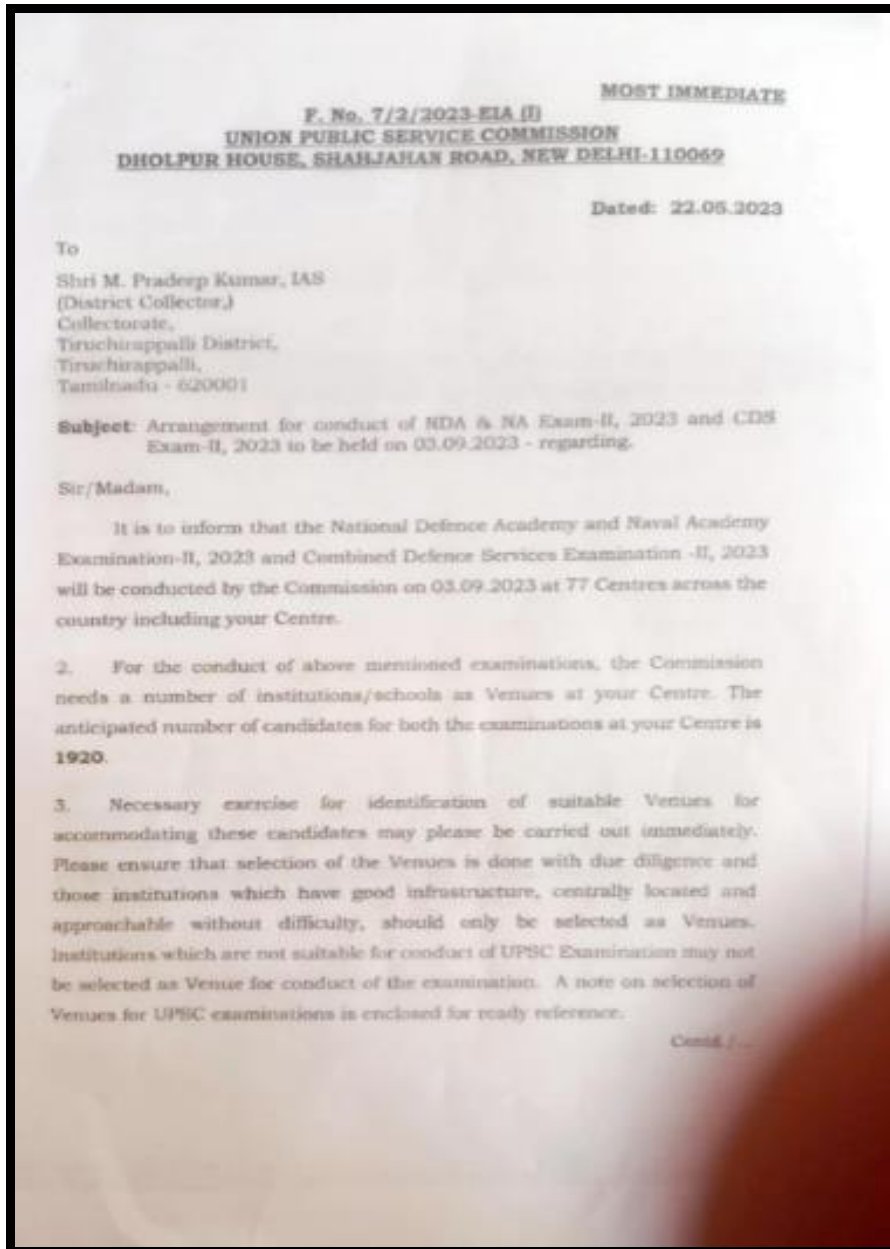 MOST IMMEDIATE
F. No. 7/2/2023-EIA (I)
UNION PUBLIC SERVICE COMMISSION
DHOLPUR HOUSE, SHAHJAHAN ROAD, NEW DELHI-110069
Dated: 22.05.2023
To
Shri M. Pradeep Kumar, IAS
(District Collector,)
Collectorate,
Tiruchirappalli District,
Tiruchirappalli,
Tamilnadu - 620001
Subject: Arrangement for conduct of NDA & NA Exam-II, 2023 and CDS
Exam-II, 2023 to be held on 03.09.2023 - regarding.
Sir/Madam,
It is to inform that the National Defence Academy and Naval Academy
Examination-II, 2023 and Combined Defence Services Examination -II, 2023
will be conducted by the Commission on 03.09.2023 at 77 Centres across the
country including your Centre.
2. For the conduct of above mentioned examinations, the Commission
needs a number of institutions/schools as Venues at your Centre. The
anticipated number of candidates for both the examinations at your Centre is
1920.
3. Necessary exercise for identification of suitable Venues for
accommodating these candidates may please be carried out immediately.
Please ensure that selection of the Venues is done with due diligence and
those institutions which have good infrastructure, centrally located and
approachable without difficulty, should only be selected as Venues.
Institutions which are not suitable for conduct of UPSC Examination may not
be selected as Venue for conduct of the examination. A note on selection of
Venues for UPSC examinations is enclosed for ready reference.
Contd./...